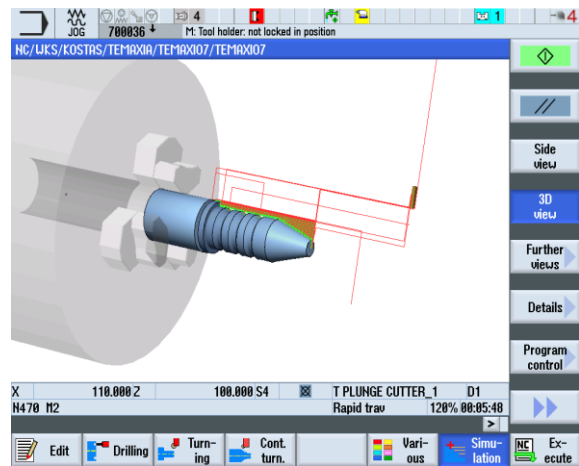 4 1 4
JOG 700036 M: Tool holder: not locked in position
NC/WKS/KOSTAS/TEMAXIA/TEMAXIO7/TEMAXIO7
Side view
3D view
Further views
Details
Program control
X 110.000 Z 100.000 S4 T PLUNGE CUTTER_1 D1
N470 M2 Rapid trav 120% 00:05:48
>
Edit Drilling Turn- ing Cont. turn. Vari- ous Simu- lation NC Ex- ecute